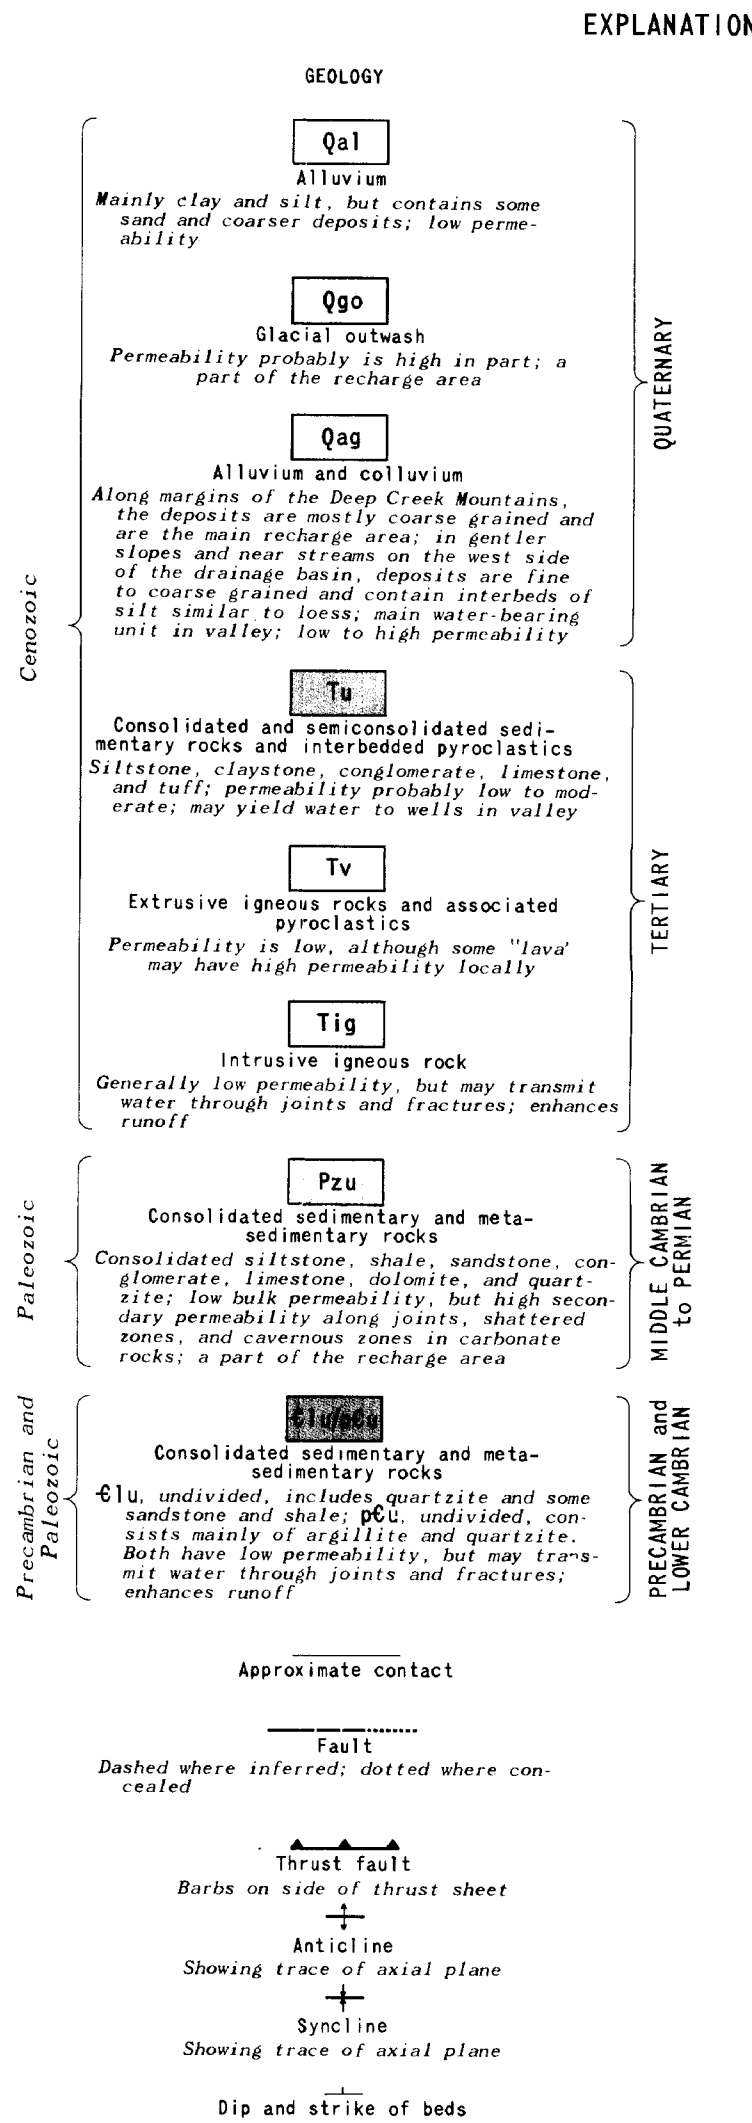 EXPLANATION
GEOLOGY
Qal
Alluvium
Mainly clay and silt, but contains some
sand and coarser deposits; low perme-
ability
Qgo
Glacial outwash
Permeability probably is high in part; a
part of the recharge area
Qag
Alluvium and colluvium
Along margins of the Deep Creek Mountains,
the deposits are mostly coarse grained and
are the main recharge area; in gentler
slopes and near streams on the west side
of the drainage basin, deposits are fine
to coarse grained and contain interbeds of
silt similar to loess; main water-bearing
unit in valley; low to high permeability
QUATERNARY
Cenozoic
Tu
Consolidated and semiconsolidated sedi-
mentary rocks and interbedded pyroclastics
Siltstone, claystone, conglomerate, limestone,
and tuff; permeability probably low to mod-
erate; may yield water to wells in valley
Tv
Extrusive igneous rocks and associated
pyroclastics
Permeability is low, although some "lava'
may have high permeability locally
Tig
Intrusive igneous rock
Generally low permeability, but may transmit
water through joints and fractures; enhances
runoff
TERTIARY
Paleozoic
Pzu
Consolidated sedimentary and meta-
sedimentary rocks
Consolidated siltstone, shale, sandstone, con-
glomerate, limestone, dolomite, and quart-
zite; low bulk permeability, but high secon-
dary permeability along joints, shattered
zones, and cavernous zones in carbonate
rocks; a part of the recharge area
MIDDLE CAMBRIAN
to PERMIAN
Precambrian and
Paleozoic
Єlu/pЄu
Consolidated sedimentary and meta-
sedimentary rocks
Єlu, undivided, includes quartzite and some
sandstone and shale; pЄu, undivided, con-
sists mainly of argillite and quartzite.
Both have low permeability, but may trans-
mit water through joints and fractures;
enhances runoff
PRECAMBRIAN and
LOWER CAMBRIAN
Approximate contact
Fault
Dashed where inferred; dotted where con-
cealed
Thrust fault
Barbs on side of thrust sheet
Anticline
Showing trace of axial plane
Syncline
Showing trace of axial plane
Dip and strike of beds